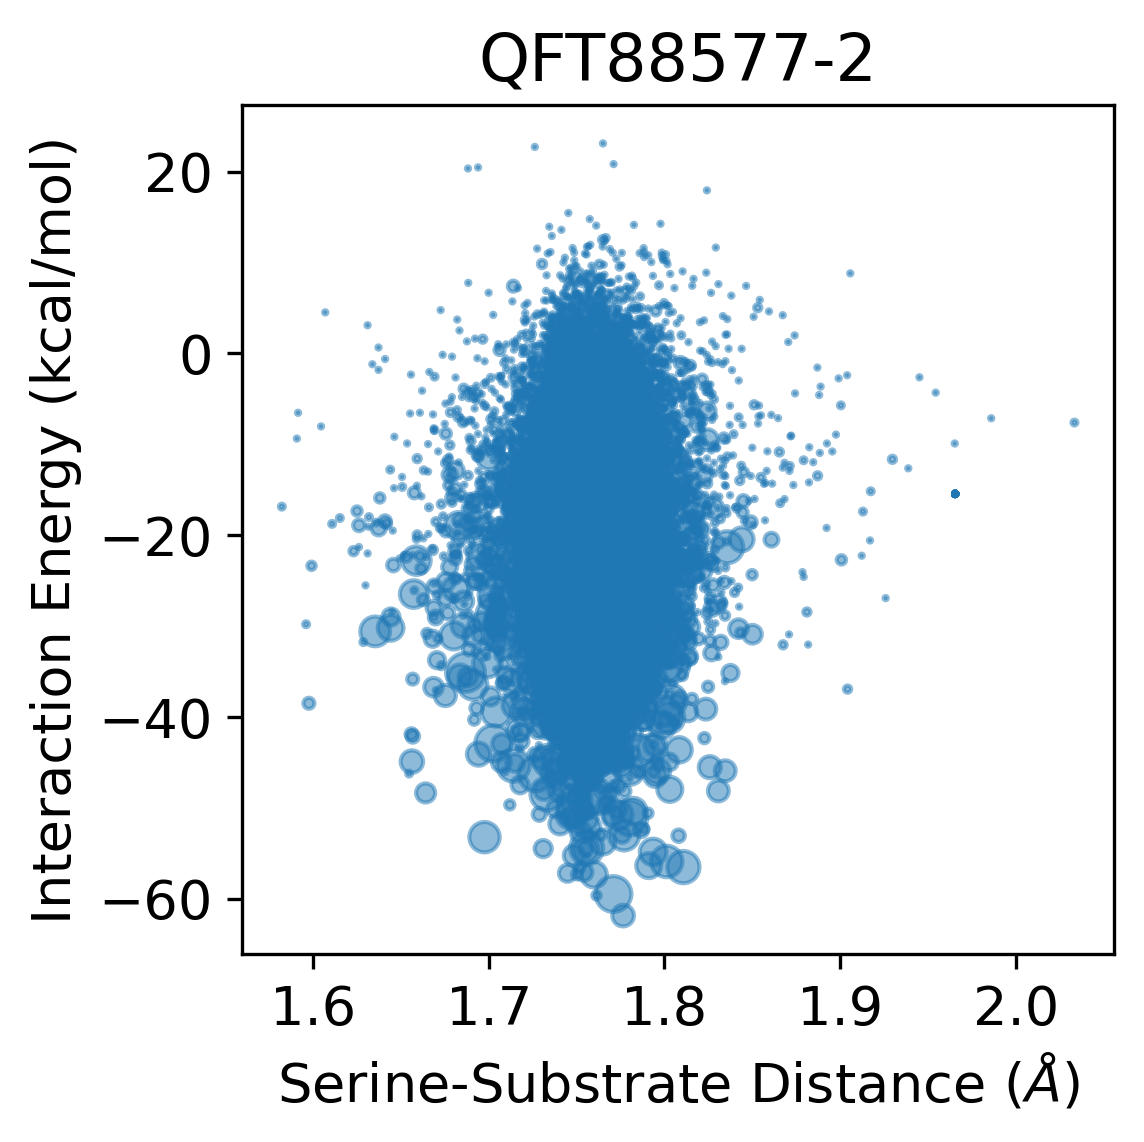 QFT88577-2
Interaction Energy (kcal/mol)
20
0
−20
−40
−60
1.6 1.7 1.8 1.9 2.0
Serine-Substrate Distance (Å)